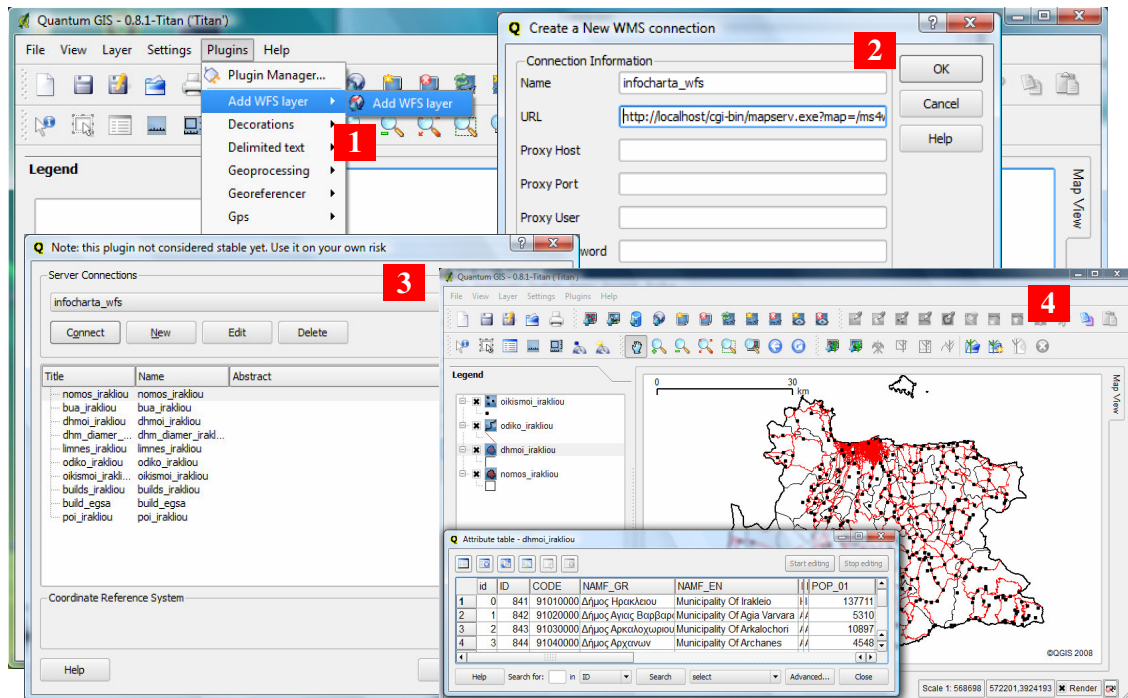 Quantum GIS - 0.8.1-Titan ('Titan')
File View Layer Settings Plugins Help
Plugin Manager...
Add WFS layer
Add WFS layer
Decorations
Delimited text
Geoprocessing
Georeferencer
Gps
1
Legend
Map View
Create a New WMS connection
2
Connection Information
Name infocharta_wfs
URL http://localhost/cgi-bin/mapserv.exe?map=/ms4w
Proxy Host
Proxy Port
Proxy User
word
OK
Cancel
Help
Note: this plugin not considered stable yet. Use it on your own risk
3
Server Connections
infocharta_wfs
Connect New Edit Delete
Title Name Abstract
nomos_irakliou nomos_irakliou
bua_irakliou bua_irakliou
dhmoi_irakliou dhmoi_irakliou
dhm_diamer_... dhm_diamer_irakl...
limnes_irakliou limnes_irakliou
odiko_irakliou odiko_irakliou
oikismoi_irakli... oikismoi_irakliou
builds_irakliou builds_irakliou
build_egsa build_egsa
poi_irakliou poi_irakliou
Coordinate Reference System
Help
Quantum GIS - 0.8.1-Titan ('Titan')
4
File View Layer Settings Plugins Help
Legend
oikismoi_irakliou
odiko_irakliou
dhmoi_irakliou
nomos_irakliou
0 30
km
Map View
©QGIS 2008
Attribute table - dhmoi_irakliou
Start editing Stop editing
id ID CODE NAMF_GR NAMF_EN POP_01
1 0 841 91010000 Δήμος Ηρακλειου Municipality Of Irakleio 137711
2 1 842 91020000 Δήμος Αγιας Βαρβαρα Municipality Of Agia Varvara 5310
3 2 843 91030000 Δήμος Αρκαλοχωριου Municipality Of Arkalochori 10897
4 3 844 91040000 Δήμος Αρχανων Municipality Of Archanes 4548
Help Search for: in ID Search select Advanced... Close
Scale 1: 568698 572201,3924193 Render